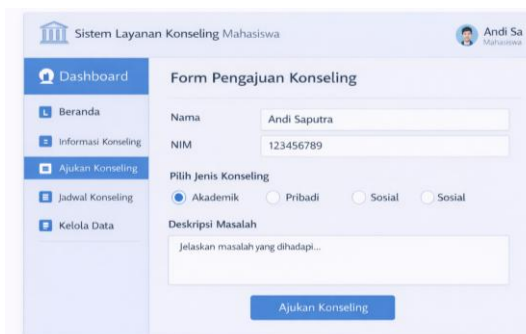 Sistem Layanan Konseling Mahasiswa
Andi Sa
Mahasiswa
Dashboard
Beranda
Informasi Konseling
Ajukan Konseling
Jadwal Konseling
Kelola Data
Form Pengajuan Konseling
Nama
Andi Saputra
NIM
123456789
Pilih Jenis Konseling
Akademik Pribadi Sosial Sosial
Deskripsi Masalah
Jelaskan masalah yang dihadapi...
Ajukan Konseling